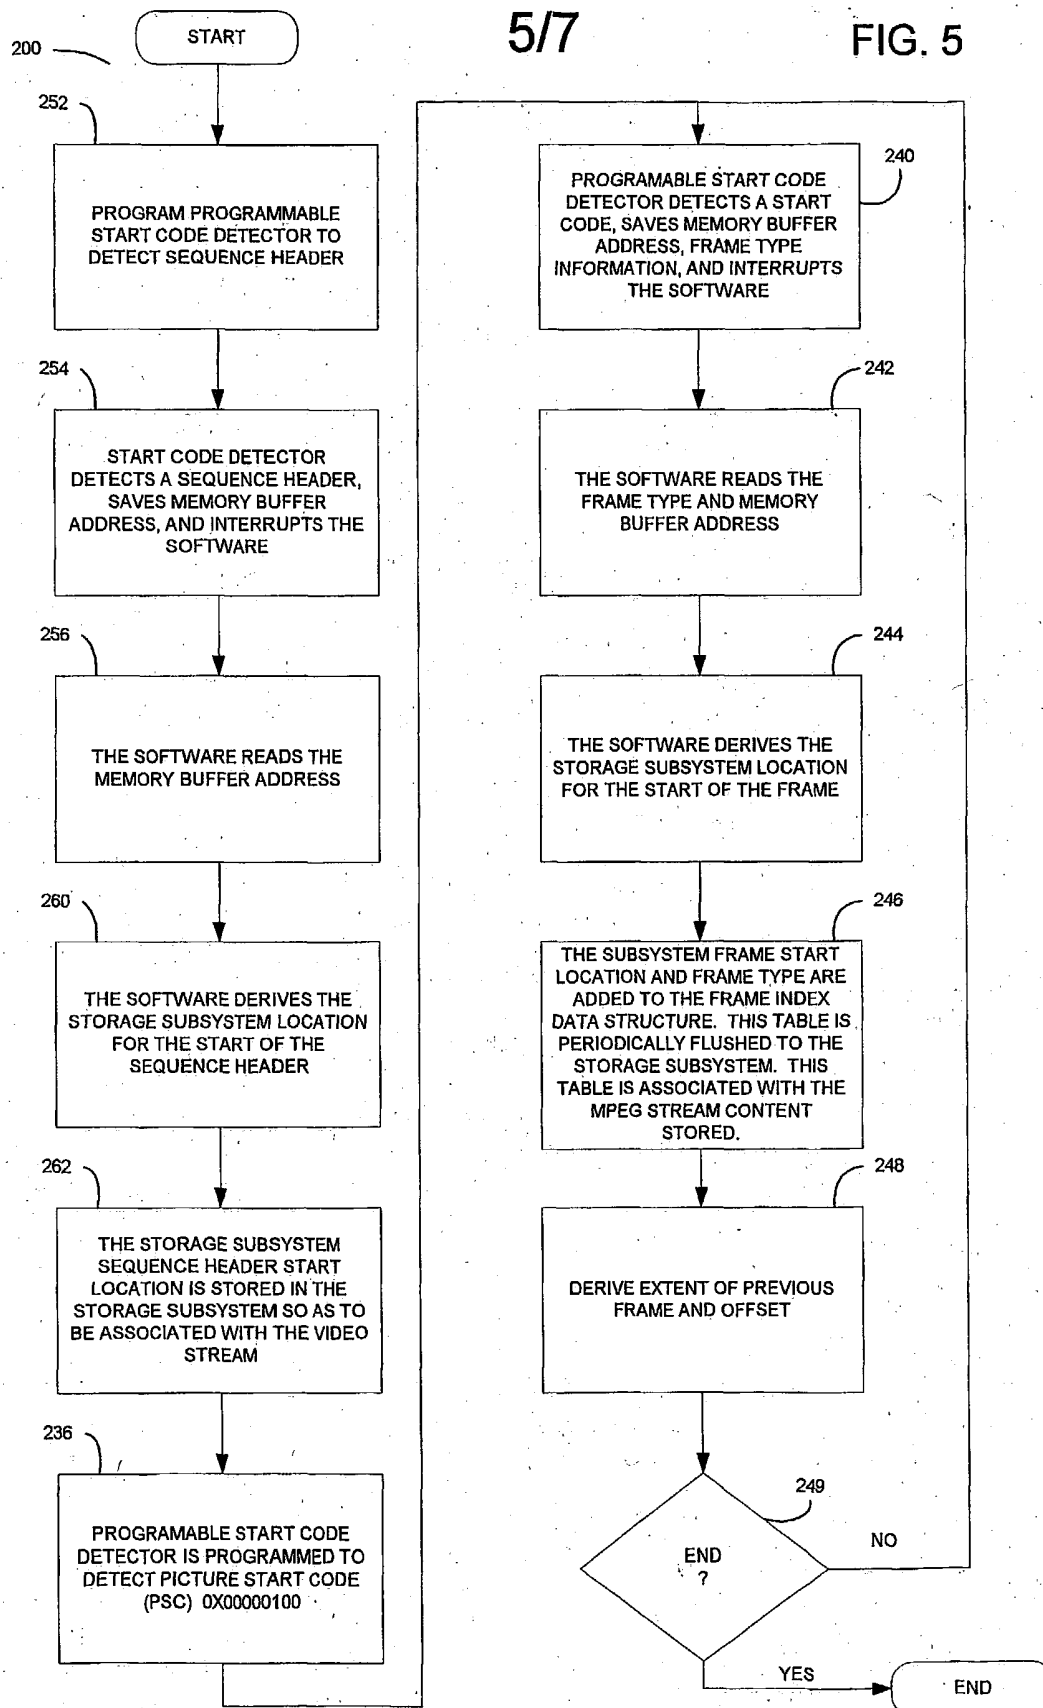 5/7
FIG. 5
200
START
252
PROGRAM PROGRAMMABLE
START CODE DETECTOR TO
DETECT SEQUENCE HEADER
254
START CODE DETECTOR
DETECTS A SEQUENCE HEADER,
SAVES MEMORY BUFFER
ADDRESS, AND INTERRUPTS THE
SOFTWARE
256
THE SOFTWARE READS THE
MEMORY BUFFER ADDRESS
260
THE SOFTWARE DERIVES THE
STORAGE SUBSYSTEM LOCATION
FOR THE START OF THE
SEQUENCE HEADER
262
THE STORAGE SUBSYSTEM
SEQUENCE HEADER START
LOCATION IS STORED IN THE
STORAGE SUBSYSTEM SO AS TO
BE ASSOCIATED WITH THE VIDEO
STREAM
236
PROGRAMABLE START CODE
DETECTOR IS PROGRAMMED TO
DETECT PICTURE START CODE
(PSC) 0X00000100
240
PROGRAMABLE START CODE
DETECTOR DETECTS A START
CODE, SAVES MEMORY BUFFER
ADDRESS, FRAME TYPE
INFORMATION, AND INTERRUPTS
THE SOFTWARE
242
THE SOFTWARE READS THE
FRAME TYPE AND MEMORY
BUFFER ADDRESS
244
THE SOFTWARE DERIVES THE
STORAGE SUBSYSTEM LOCATION
FOR THE START OF THE FRAME
246
THE SUBSYSTEM FRAME START
LOCATION AND FRAME TYPE ARE
ADDED TO THE FRAME INDEX
DATA STRUCTURE. THIS TABLE IS
PERIODICALLY FLUSHED TO THE
STORAGE SUBSYSTEM. THIS
TABLE IS ASSOCIATED WITH THE
MPEG STREAM CONTENT
STORED.
248
DERIVE EXTENT OF PREVIOUS
FRAME AND OFFSET
249
END
?
NO
YES
END